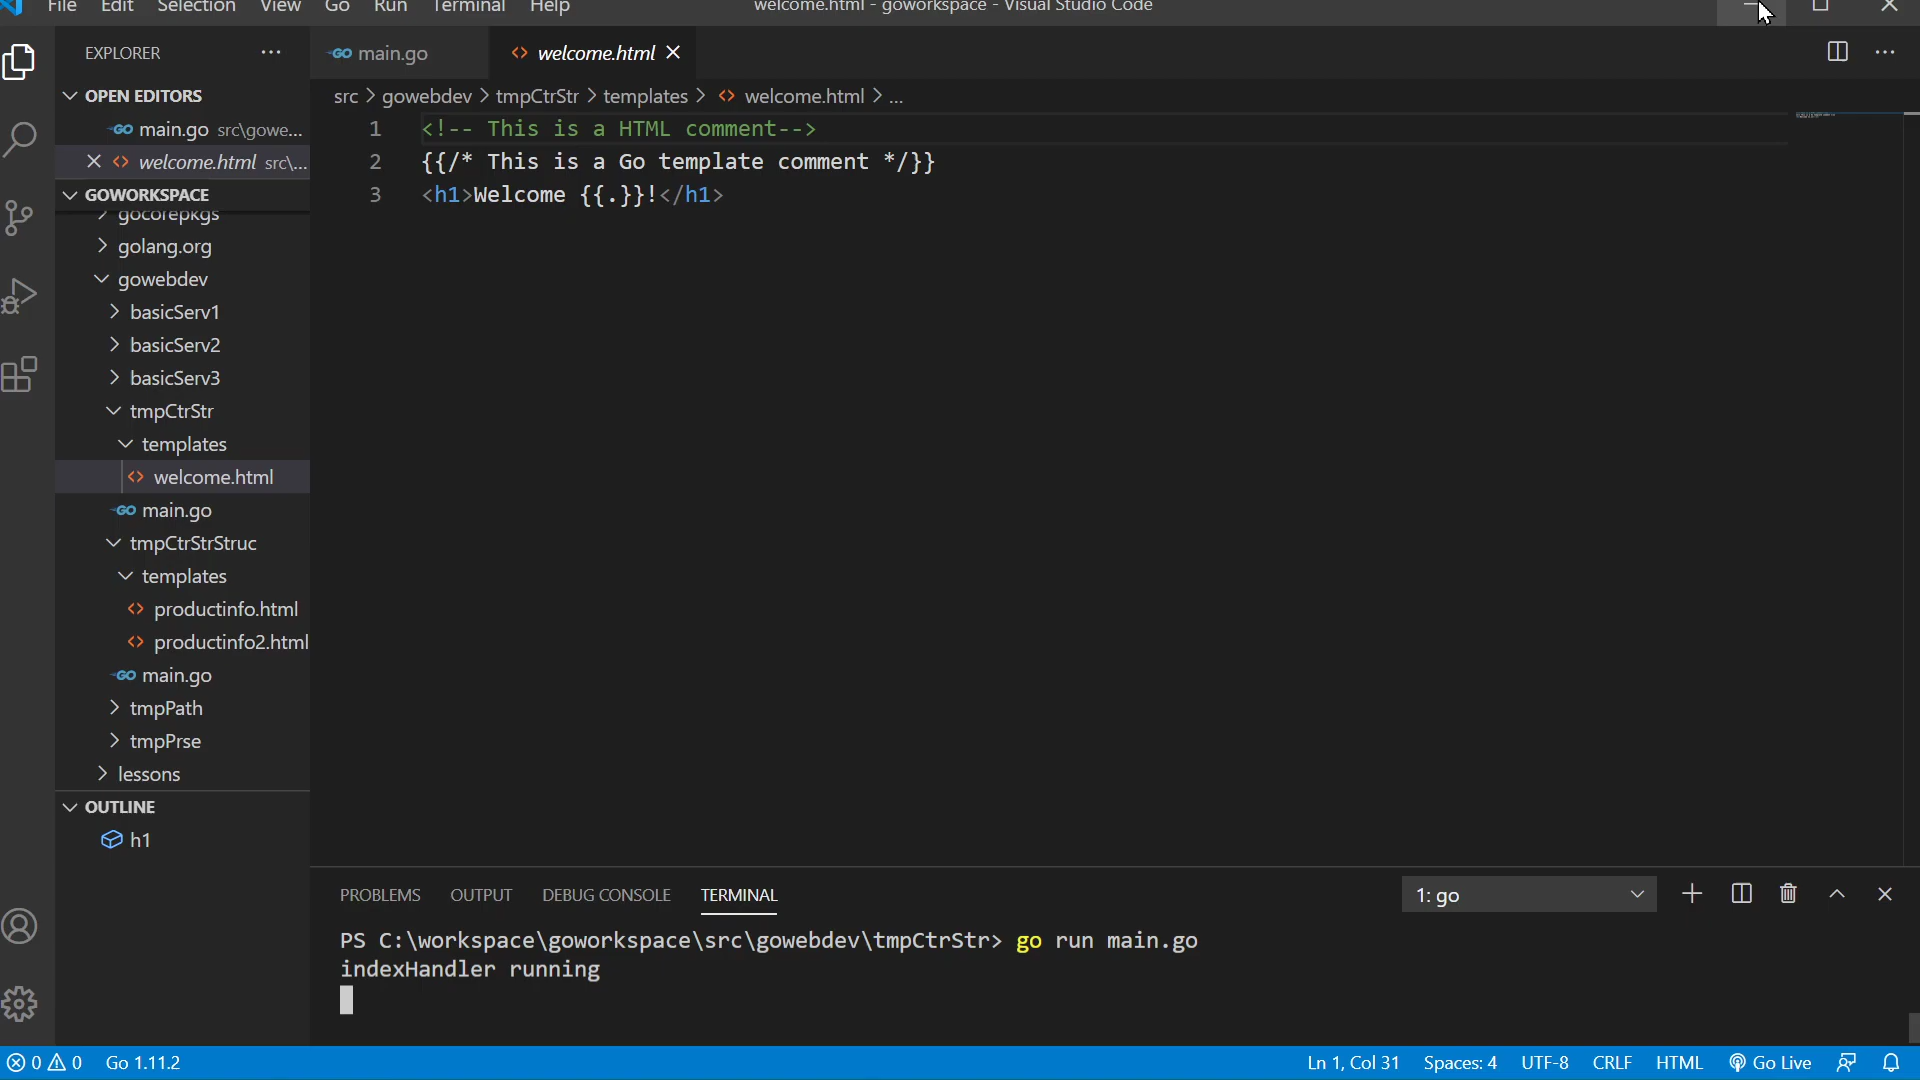 File Edit Selection View Go Run Terminal Help
welcome.html - goworkspace - Visual Studio Code
EXPLORER
main.go
welcome.html
OPEN EDITORS
src > gowebdev > tmpCtrStr > templates > <> welcome.html > ...
main.go src\gowe...
welcome.html src\...
GOWORKSPACE
gocorepkgs
golang.org
gowebdev
basicServ1
basicServ2
basicServ3
tmpCtrStr
templates
welcome.html
main.go
tmpCtrStrStruc
templates
productinfo.html
productinfo2.html
main.go
tmpPath
tmpPrse
lessons
OUTLINE
h1
1 <!-- This is a HTML comment-->
2 {{/* This is a Go template comment */}}
3 <h1>Welcome {{.}}!</h1>
PROBLEMS OUTPUT DEBUG CONSOLE TERMINAL
1: go
PS C:\workspace\goworkspace\src\gowebdev\tmpCtrStr> go run main.go
indexHandler running
0 0 Go 1.11.2
Ln 1, Col 31 Spaces: 4 UTF-8 CRLF HTML Go Live